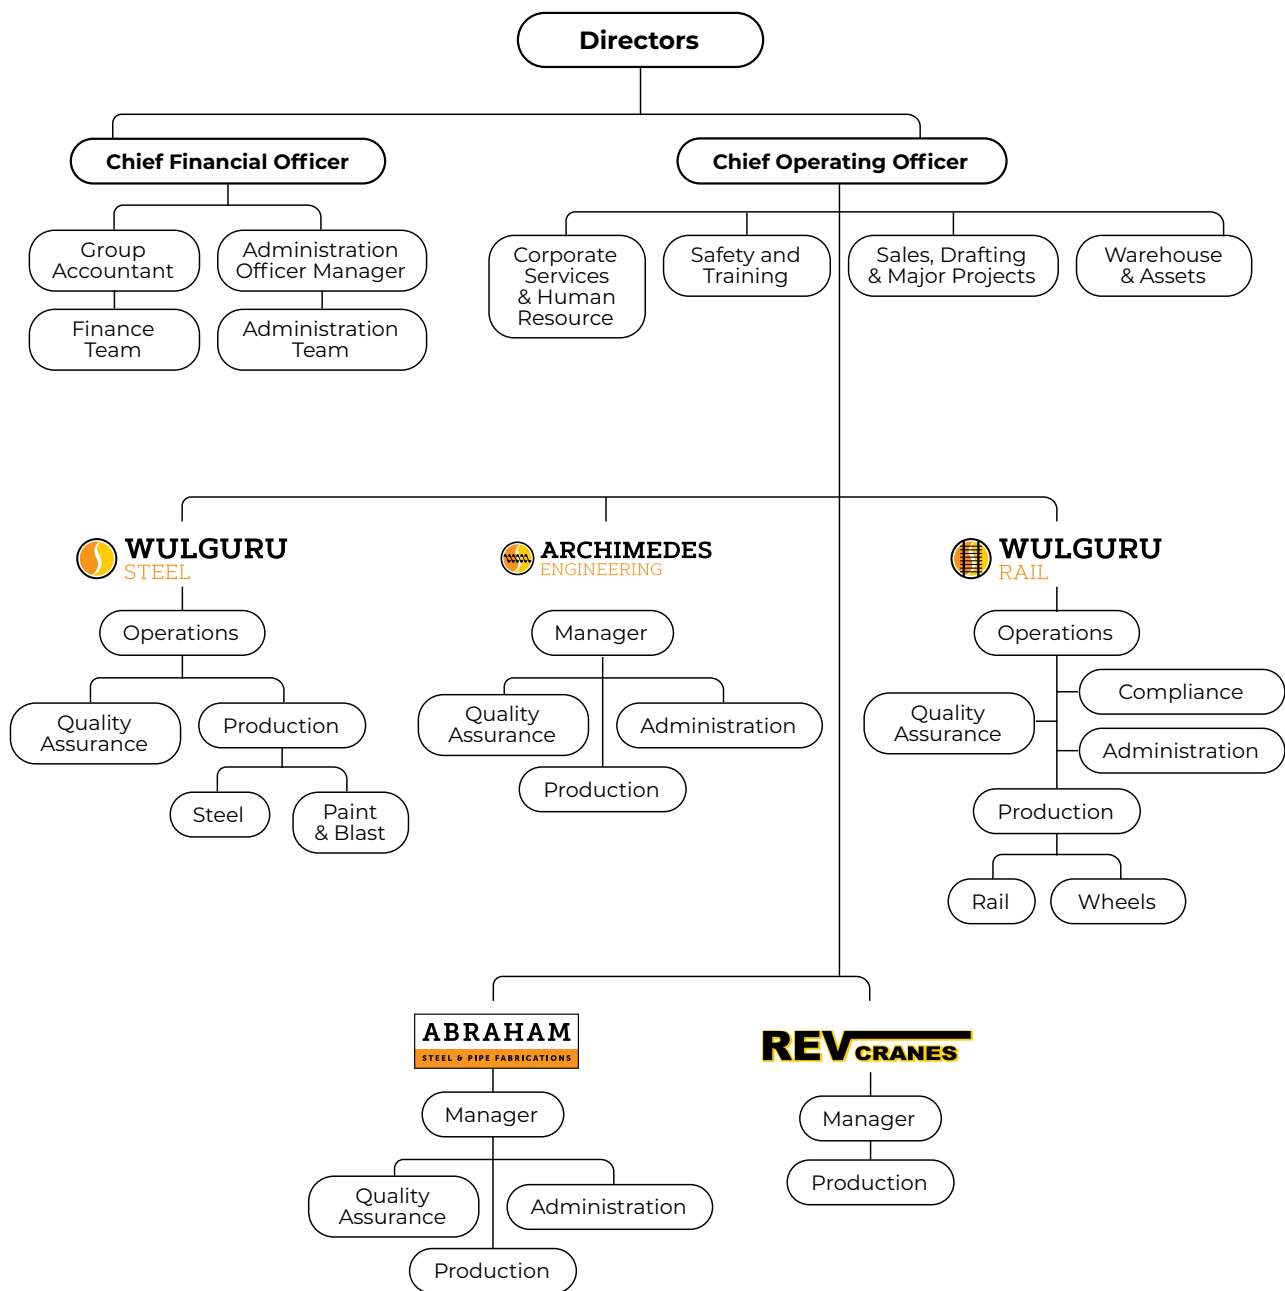 Directors
Chief Financial Officer
Chief Operating Officer
Group
Accountant
Administration
Officer Manager
Finance
Team
Administration
Team
Corporate
Services
& Human
Resource
Safety and
Training
Sales, Drafting
& Major Projects
Warehouse
& Assets
WULGURU
STEEL
Operations
Quality
Assurance
Production
Steel
Paint
& Blast
ARCHIMEDES
ENGINEERING
Manager
Quality
Assurance
Administration
Production
WULGURU
RAIL
Operations
Compliance
Quality
Assurance
Administration
Production
Rail
Wheels
ABRAHAM
STEEL & PIPE FABRICATIONS
Manager
Quality
Assurance
Administration
Production
REVCRANES
Manager
Production